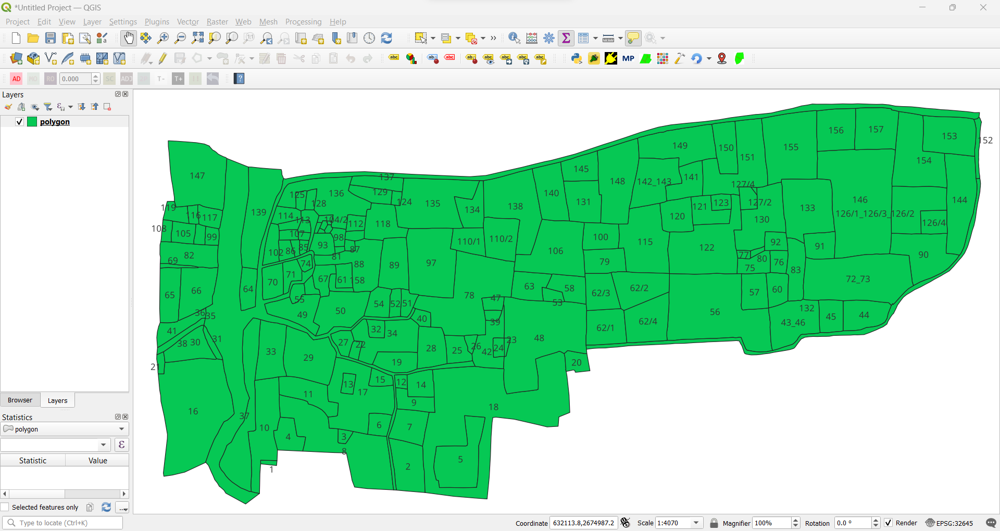 *Untitled Project — QGIS
Project Edit View Layer Settings Plugins Vector Raster Web Mesh Processing Help
MP
AD MO RO 0.000 SC ADJ T- T+
Layers
polygon
Browser Layers
Statistics
polygon
Statistic Value
Selected features only
Type to locate (Ctrl+K)
Coordinate 632113.8,2674987.2 Scale 1:4070 Magnifier 100% Rotation 0.0 ° Render EPSG:32645
156 157 153 152
149 150 151 155 154
147 137 145 148 142_143 141 127/4
125 128 136 129 124 135 140 131 121 123 127/2 146 144
119 116 117 139 114 113 104/2 112 118 134 138 120 130 133 126/1_126/3_126/2 126/4
108 105 99 107 98 110/1 110/2 100 115 122 92 91
82 69 102 86 85 93 81 87 106 77 80 76 90
74 88 89 97 79 75 83
65 66 64 70 71 67 61 158 63 58 62/3 62/2 57 60 72_73
36 35 55 49 50 54 52 51 78 47 53 56 132
41 38 30 31 32 34 40 39 48 62/1 62/4 43_46 45 44
33 29 27 22 28 25 26 42 24 23
21 19 20
16 37 11 13 17 15 12 14 9 18
10 4 3 6 7
8 1 2 5